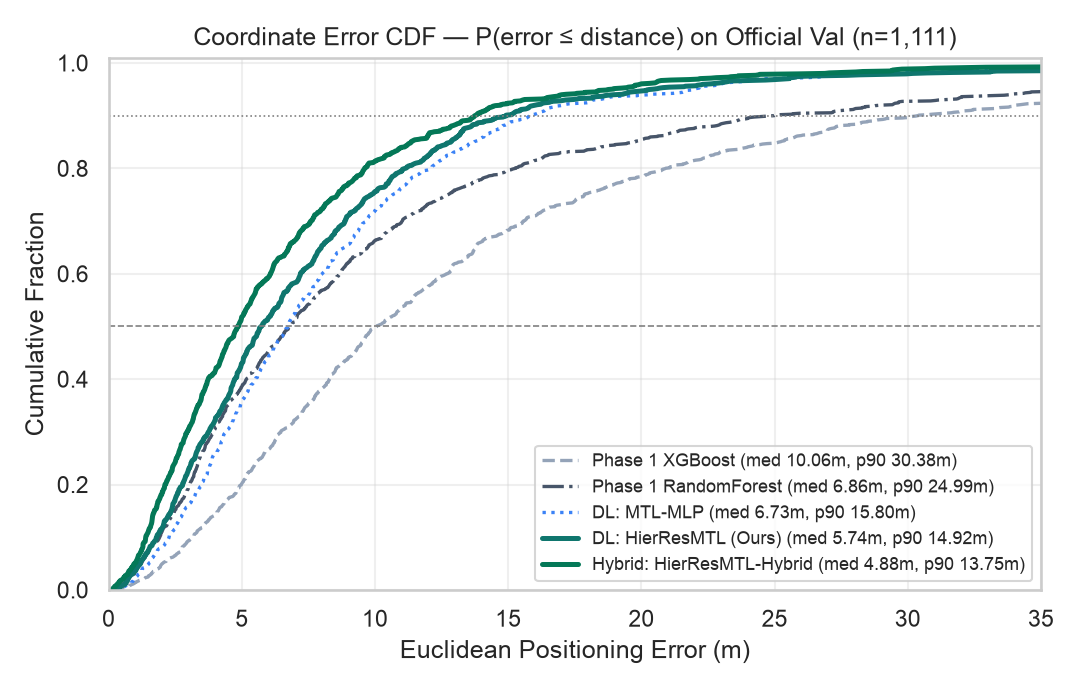 Coordinate Error CDF — P(error ≤ distance) on Official Val (n=1,111)
1.0
0.8
0.6
0.4
0.2
0.0
Cumulative Fraction
Phase 1 XGBoost (med 10.06m, p90 30.38m)
Phase 1 RandomForest (med 6.86m, p90 24.99m)
DL: MTL-MLP (med 6.73m, p90 15.80m)
DL: HierResMTL (Ours) (med 5.74m, p90 14.92m)
Hybrid: HierResMTL-Hybrid (med 4.88m, p90 13.75m)
0 5 10 15 20 25 30 35
Euclidean Positioning Error (m)